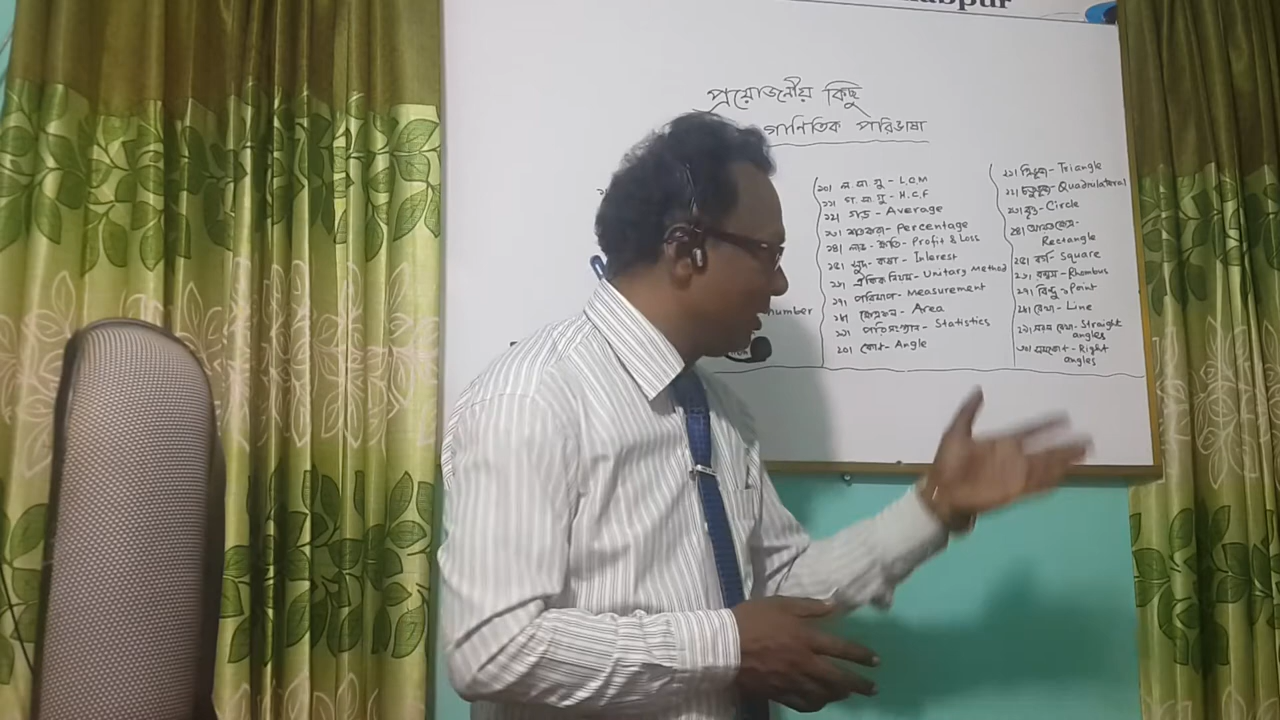 প্রয়োজনীয় কিছু
গাণিতিক পরিভাষা
number
১০। ল. সা. গু - L.C.M
১১। গ. সা. গু - H.C.F
১২। গড় - Average
১৩। শতকরা - Percentage
১৪। লাভ - ক্ষতি - Profit & Loss
১৫। সুদ - কষা - Interest
১৬। ঐকিক নিয়ম - Unitary Method
১৭। পরিমাপ - Measurement
১৮। ক্ষেত্রফল - Area
১৯। পরিসংখ্যান - Statistics
২০। কোণ - Angle
২১। ত্রিভুজ - Triangle
২২। চতুর্ভুজ - Quadrulateral
২৩। বৃত্ত - Circle
২৪। আয়তক্ষেত্র -
Rectangle
২৫। বর্গ - Square
২৬। রম্বস - Rhombus
২৭। বিন্দু - Point
২৮। রেখা - Line
২৯। সরল রেখা - Straight
angles
৩০। সমকোণ - Right
angles